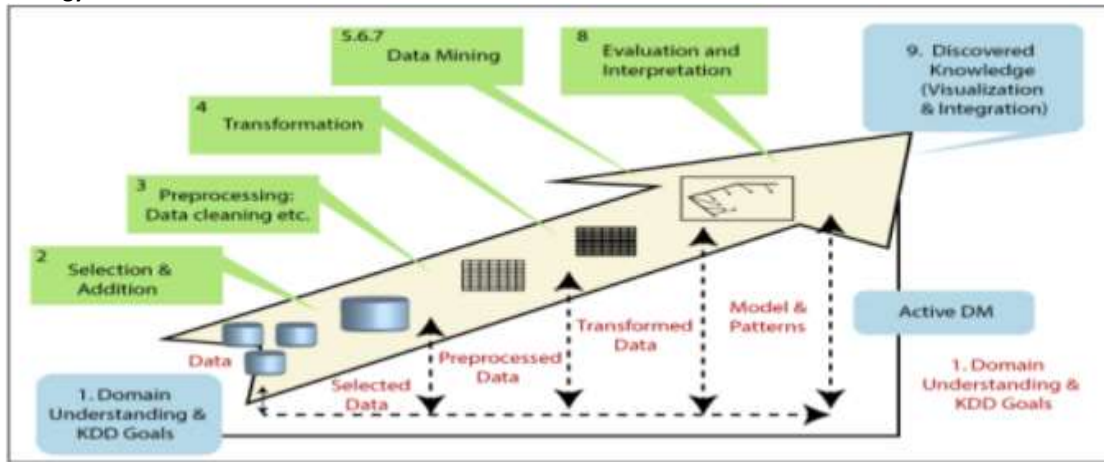 5.6.7
Data Mining
8
Evaluation and
Interpretation
9. Discovered
Knowledge
(Visualization
& Integration)
4
Transformation
3
Preprocessing:
Data cleaning etc.
2
Selection &
Addition
Data
Selected
Data
Preprocessed
Data
Transformed
Data
Model &
Patterns
Active DM
1. Domain
Understanding &
KDD Goals
1. Domain
Understanding &
KDD Goals